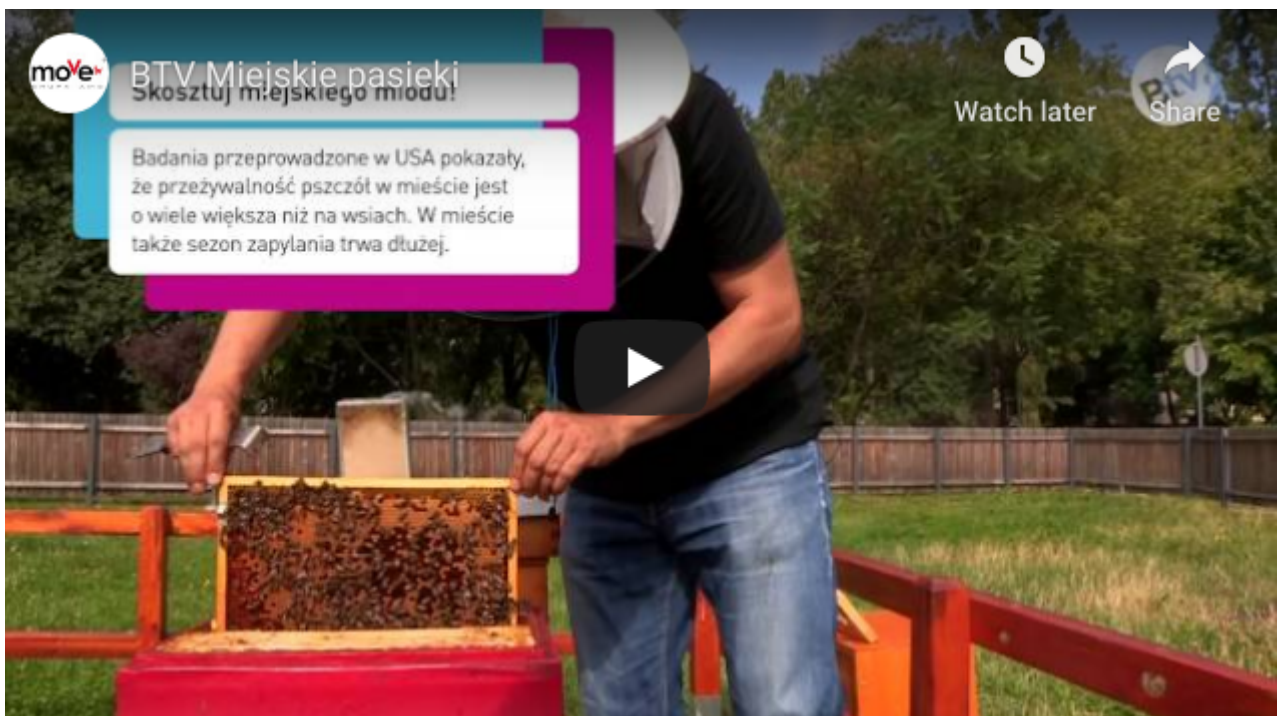 moVe
BTV Miejskie pasieki
Skosztuj miejskiego miodu!
Watch later
Share
B.tv
Badania przeprowadzone w USA pokazały,
że przeżywalność pszczół w mieście jest
o wiele większa niż na wsiach. W mieście
także sezon zapylania trwa dłużej.